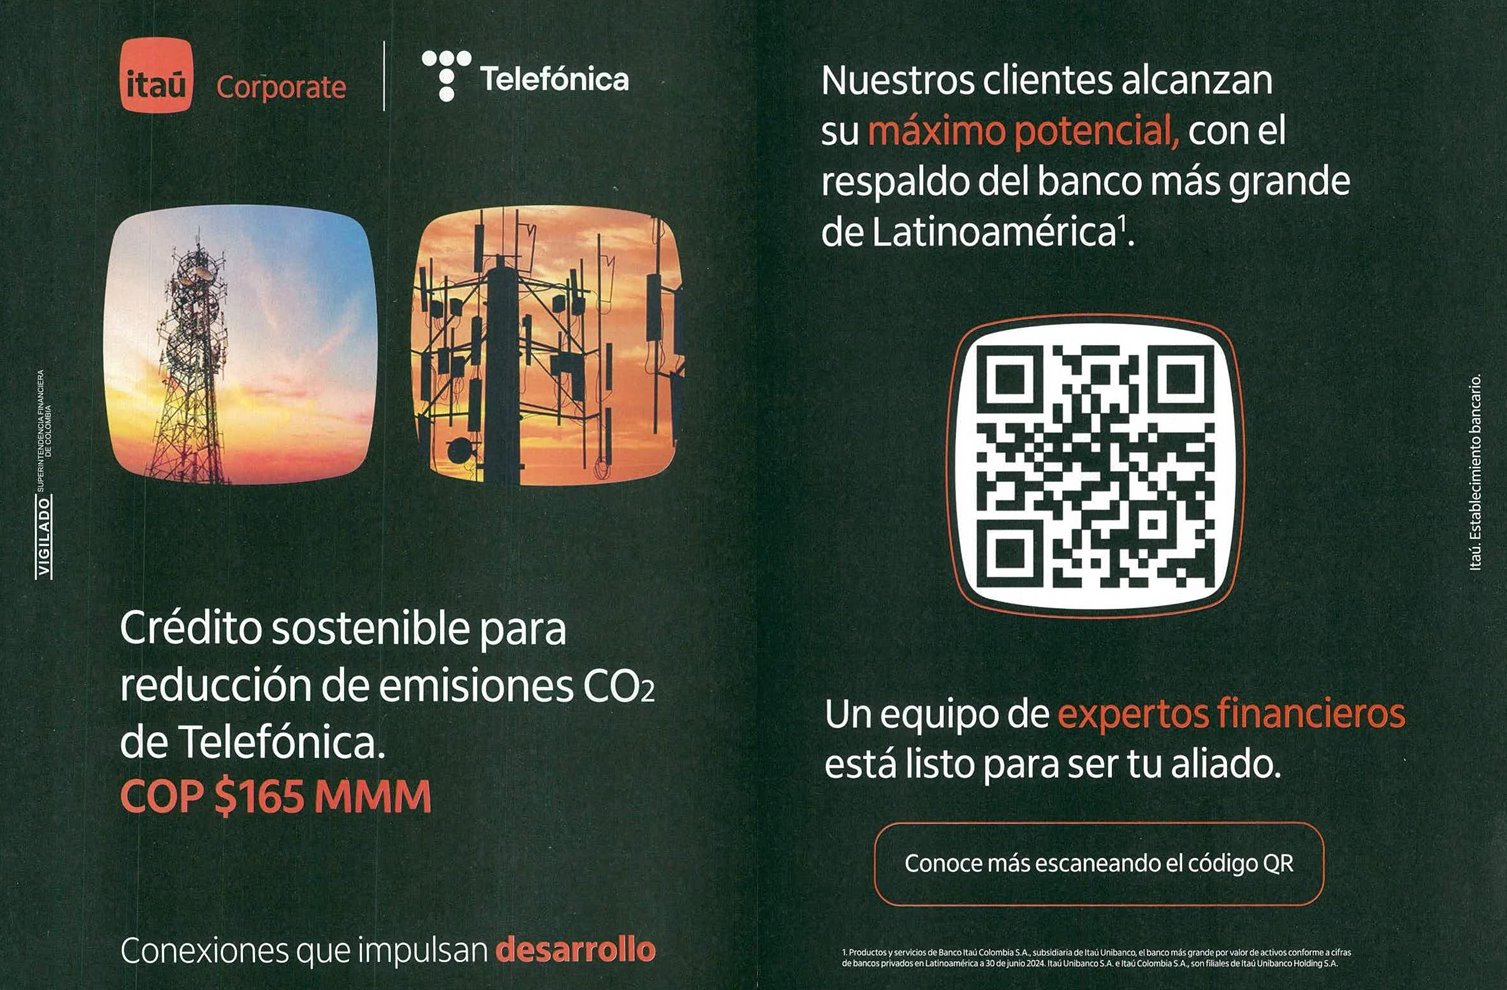 itaú Corporate
Telefónica
VIGILADO
SUPERINTENDENCIA FINANCIERA
DE COLOMBIA
Crédito sostenible para
reducción de emisiones CO2
de Telefónica.
COP $165 MMM
Conexiones que impulsan desarrollo
Nuestros clientes alcanzan
su máximo potencial, con el
respaldo del banco más grande
de Latinoamérica¹.
Un equipo de expertos financieros
está listo para ser tu aliado.
Conoce más escaneando el código QR
1. Productos y servicios de Banco Itaú Colombia S.A., subsidiaria de Itaú Unibanco, el banco más grande por valor de activos conforme a cifras
de bancos privados en Latinoamérica a 30 de junio 2024. Itaú Unibanco S.A. e Itaú Colombia S.A., son filiales de Itaú Unibanco Holding S.A.
Itaú. Establecimiento bancario.